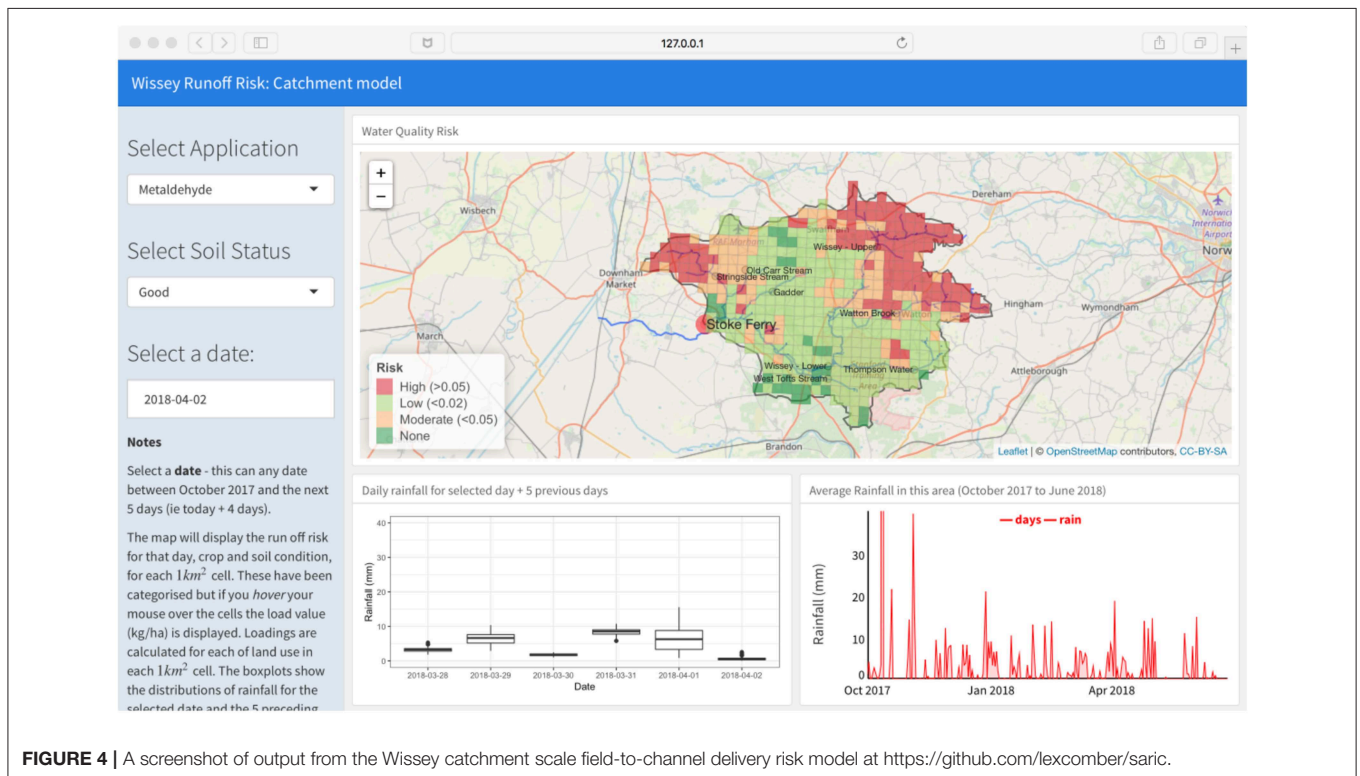 127.0.0.1
Wissey Runoff Risk: Catchment model
Select Application
Metaldehyde
Select Soil Status
Good
Select a date:
2018-04-02
Notes
Select a date - this can any date
between October 2017 and the next
5 days (ie today + 4 days).
The map will display the run off risk
for that day, crop and soil condition,
for each 1km² cell. These have been
categorised but if you hover your
mouse over the cells the load value
(kg/ha) is displayed. Loadings are
calculated for each of land use in
each 1km² cell. The boxplots show
the distributions of rainfall for the
selected date and the 5 preceding
Water Quality Risk
+
−
Wisbech
Dereham
Norwich
Internatio
Airport
Norw
Wissey - Upper
Downham
Market
Old Carr Stream
Stringside Stream
Gadder
Hingham
Wymondham
Watton Brook
Stoke Ferry
March
Wissey - Lower
Thompson Water
West Tofts Stream
Area
Attleborough
Brandon
Risk
High (>0.05)
Low (<0.02)
Moderate (<0.05)
None
Leaflet | © OpenStreetMap contributors, CC-BY-SA
Daily rainfall for selected day + 5 previous days
Rainfall (mm)
40
30
20
10
0
2018-03-28 2018-03-29 2018-03-30 2018-03-31 2018-04-01 2018-04-02
Date
Average Rainfall in this area (October 2017 to June 2018)
days rain
Rainfall (mm)
30
20
10
0
Oct 2017 Jan 2018 Apr 2018
FIGURE 4 | A screenshot of output from the Wissey catchment scale field-to-channel delivery risk model at https://github.com/lexcomber/saric.